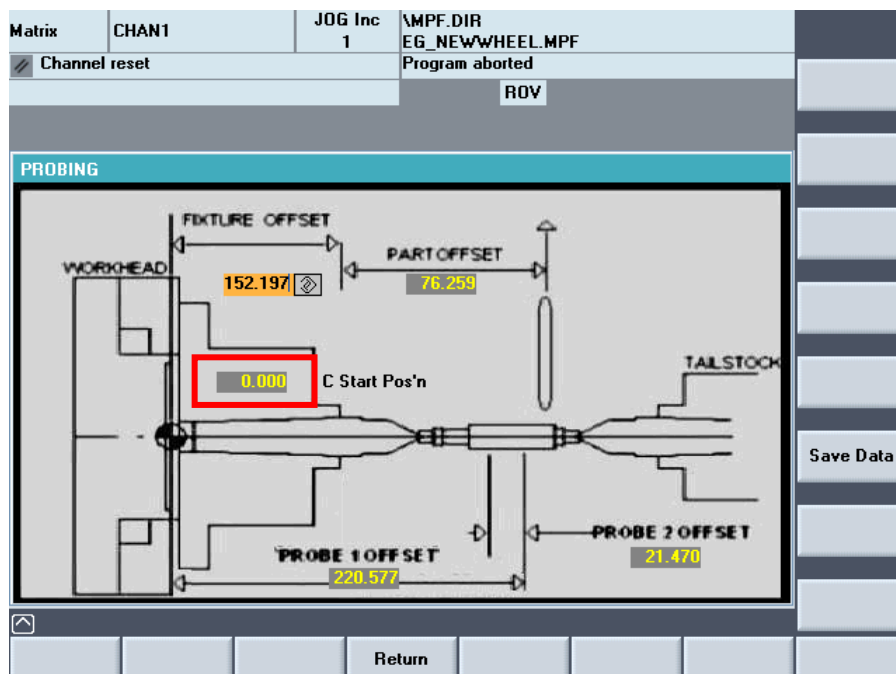 Matrix
CHAN1
JOG Inc
1
\MPF.DIR
EG_NEWWHEEL.MPF
Channel reset
Program aborted
ROV
PROBING
FIXTURE OFFSET
PART OFFSET
WORKHEAD
152.197
76.259
TAILSTOCK
0.000 C Start Pos'n
Save Data
PROBE 2 OFFSET
PROBE 1 OFFSET
21.470
220.577
Return